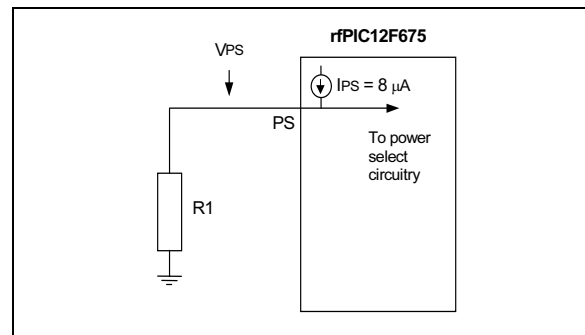 rfPIC12F675
VPS
IPS = 8 μA
PS
To power
select
circuitry
R1